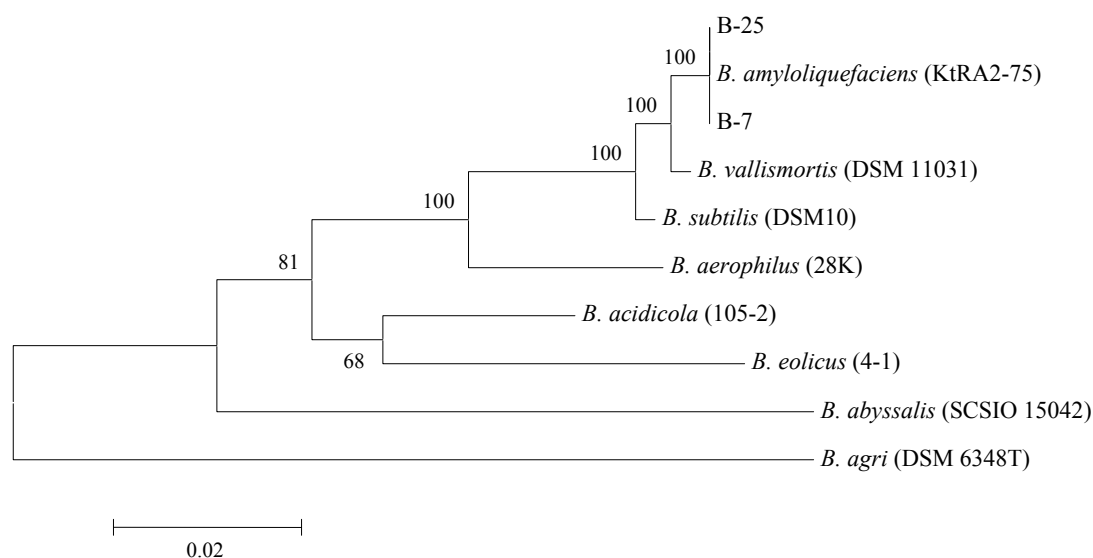 B-25
100
B. amyloliquefaciens (KtRA2-75)
100
B-7
100
B. vallismortis (DSM 11031)
100
B. subtilis (DSM10)
81
B. aerophilus (28K)
B. acidicola (105-2)
68
B. eolicus (4-1)
B. abyssalis (SCSIO 15042)
B. agri (DSM 6348T)
0.02